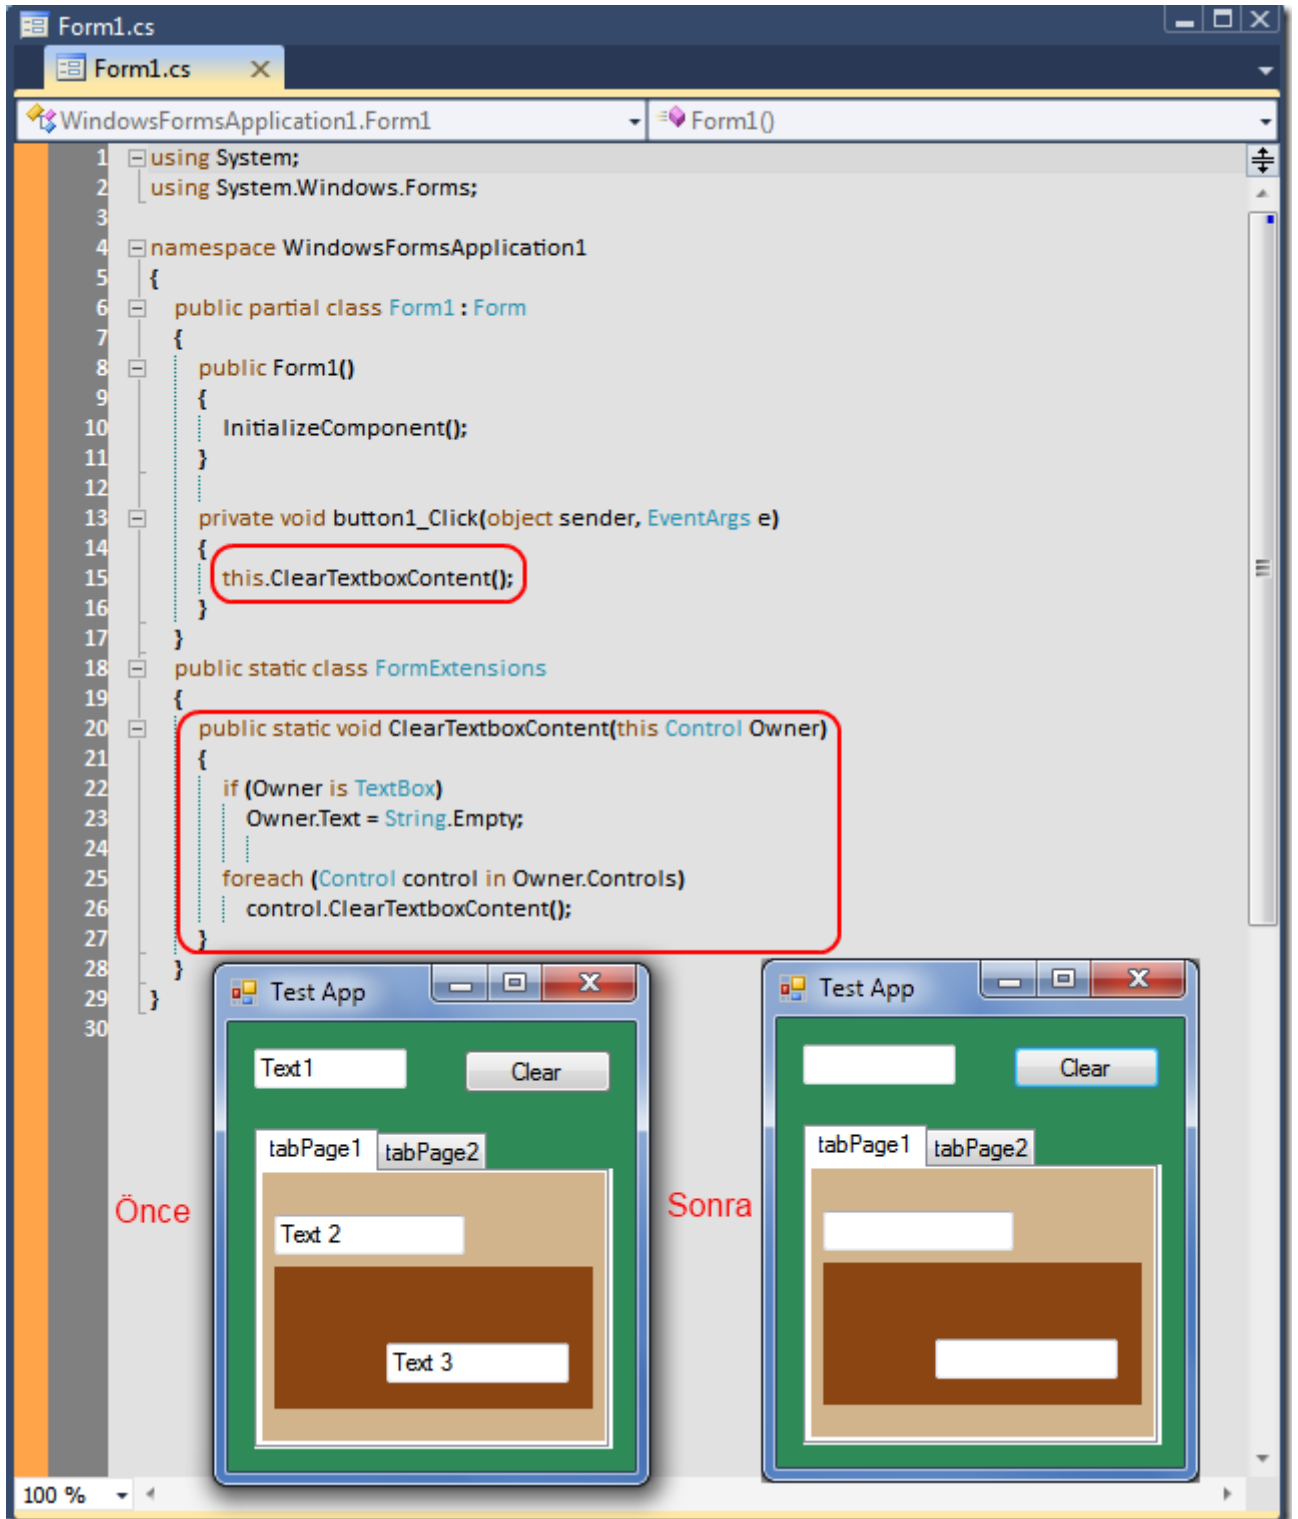 Form1.cs
Form1.cs
WindowsFormsApplication1.Form1 Form1()
1 using System;
2 using System.Windows.Forms;
3
4 namespace WindowsFormsApplication1
5 {
6 public partial class Form1 : Form
7 {
8 public Form1()
9 {
10 InitializeComponent();
11 }
12
13 private void button1_Click(object sender, EventArgs e)
14 {
15 this.ClearTextboxContent();
16 }
17 }
18 public static class FormExtensions
19 {
20 public static void ClearTextboxContent(this Control Owner)
21 {
22 if (Owner is TextBox)
23 Owner.Text = String.Empty;
24
25 foreach (Control control in Owner.Controls)
26 control.ClearTextboxContent();
27 }
28 }
29 }
30
Test App
Text1 Clear
tabPage1 tabPage2
Önce
Text 2
Text 3
Test App
Clear
tabPage1 tabPage2
Sonra
100 %